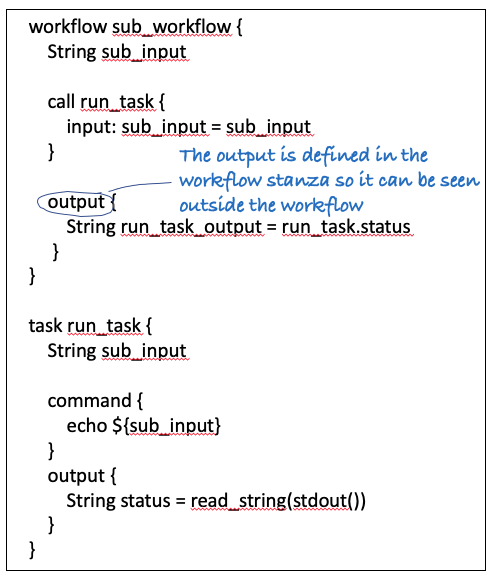 workflow sub_workflow {
String sub_input
call run_task {
input: sub_input = sub_input
}
The output is defined in the
workflow stanza so it can be seen
outside the workflow
output {
String run_task_output = run_task.status
}
}
task run_task {
String sub_input
command {
echo ${sub_input}
}
output {
String status = read_string(stdout())
}
}